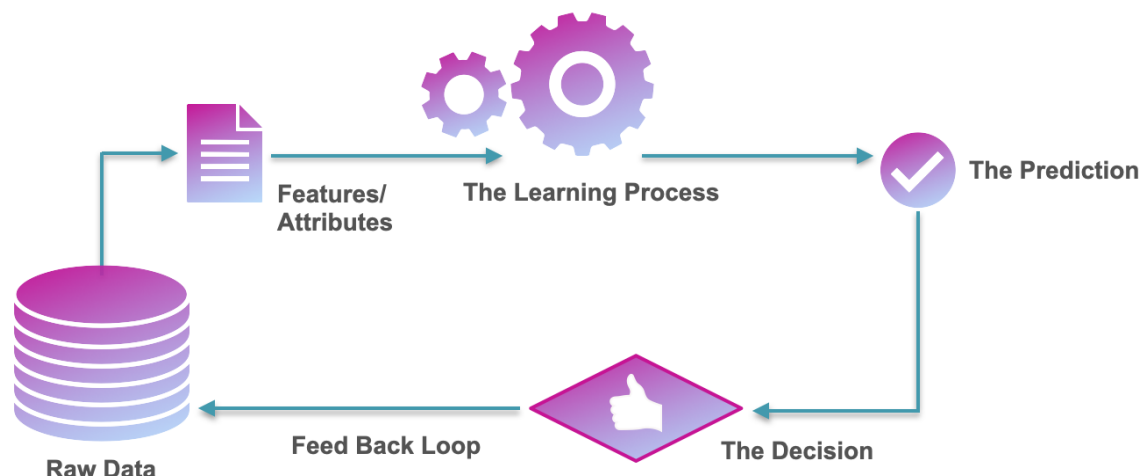 Features/
Attributes
The Learning Process
The Prediction
Feed Back Loop
The Decision
Raw Data